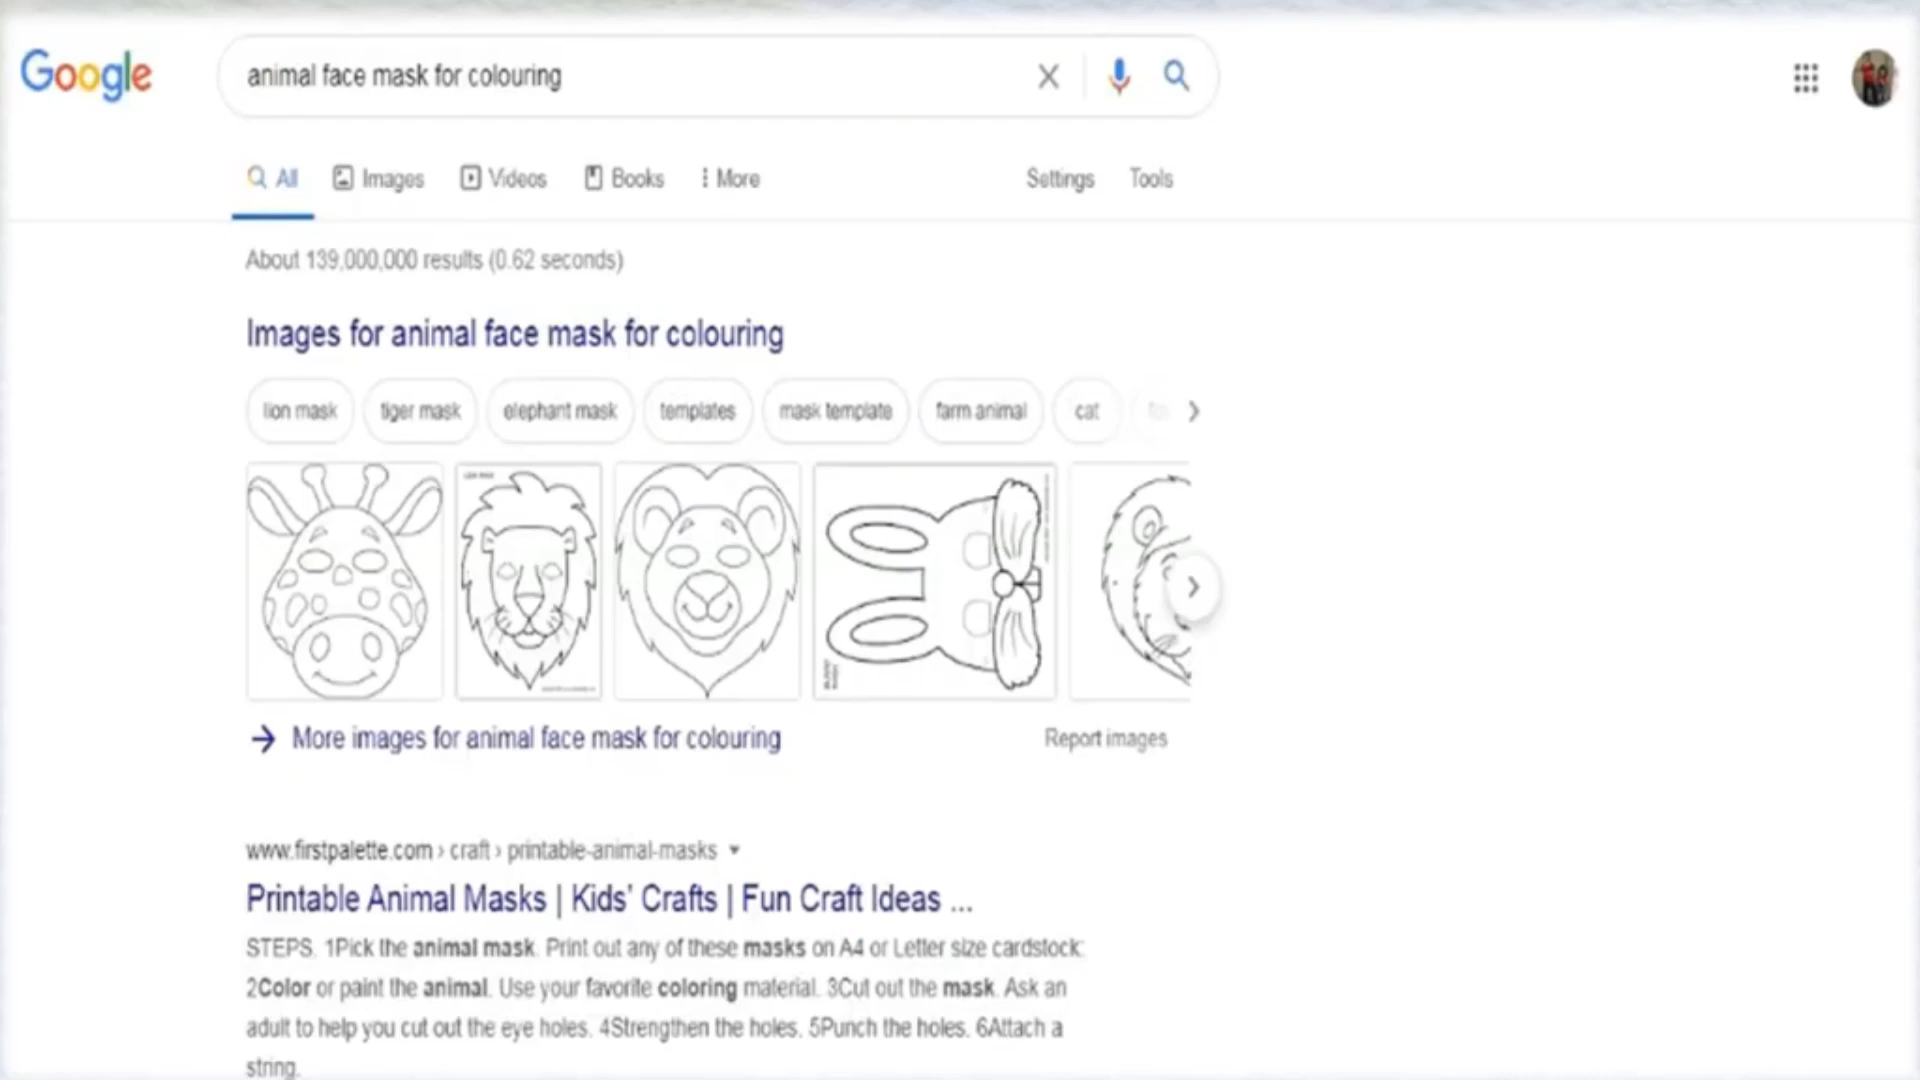 Google
animal face mask for colouring
All Images Videos Books More Settings Tools
About 139,000,000 results (0.62 seconds)
Images for animal face mask for colouring
lion mask tiger mask elephant mask templates mask template farm animal cat
More images for animal face mask for colouring Report images
www.firstpalette.com › craft › printable-animal-masks
Printable Animal Masks | Kids' Crafts | Fun Craft Ideas ...
STEPS. 1Pick the animal mask. Print out any of these masks on A4 or Letter size cardstock.
2Color or paint the animal. Use your favorite coloring material. 3Cut out the mask. Ask an
adult to help you cut out the eye holes. 4Strengthen the holes. 5Punch the holes. 6Attach a
string.